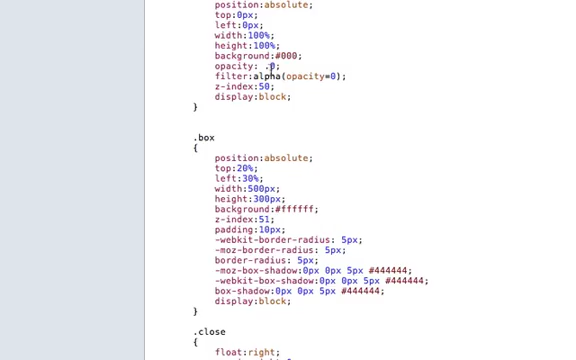 position:absolute;
top:0px;
left:0px;
width:100%;
height:100%;
background:#000;
opacity: .0;
filter:alpha(opacity=0);
z-index:50;
display:block;
}
.box
{
position:absolute;
top:20%;
left:30%;
width:500px;
height:300px;
background:#ffffff;
z-index:51;
padding:10px;
-webkit-border-radius: 5px;
-moz-border-radius: 5px;
border-radius: 5px;
-moz-box-shadow:0px 0px 5px #444444;
-webkit-box-shadow:0px 0px 5px #444444;
box-shadow:0px 0px 5px #444444;
display:block;
}
.close
{
float:right;